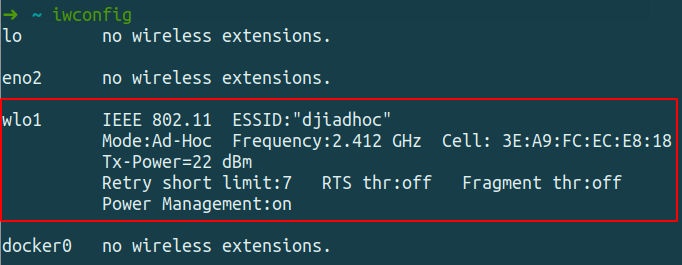 ➜ ~ iwconfig
lo        no wireless extensions.
eno2      no wireless extensions.
wlo1      IEEE 802.11  ESSID:"djiadhoc"
          Mode:Ad-Hoc  Frequency:2.412 GHz  Cell: 3E:A9:FC:EC:E8:18
          Tx-Power=22 dBm
          Retry short limit:7   RTS thr:off   Fragment thr:off
          Power Management:on
docker0   no wireless extensions.